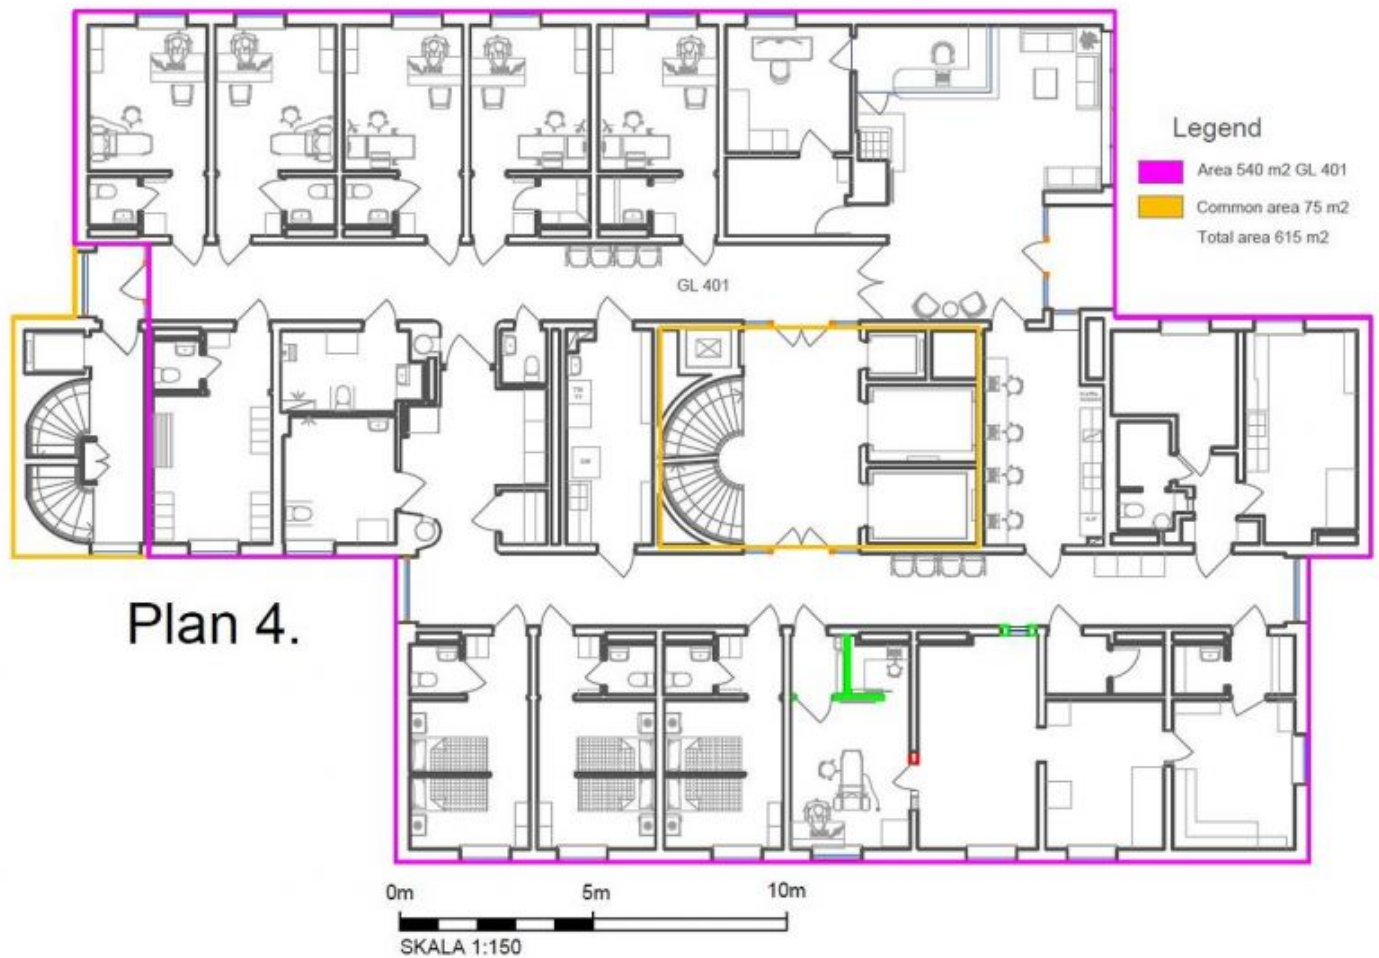 Legend
Area 540 m2 GL 401
Common area 75 m2
Total area 615 m2
GL 401
Plan 4.
0m 5m 10m
SKALA 1:150